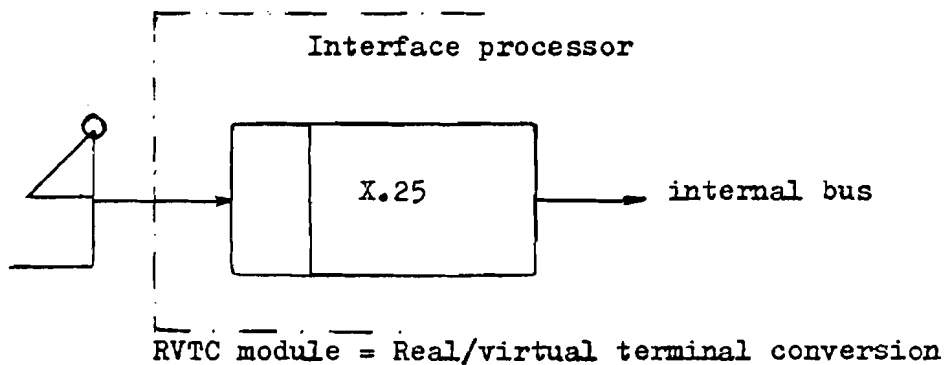 Interface processor
X.25
internal bus
RVTC module = Real/virtual terminal conversion